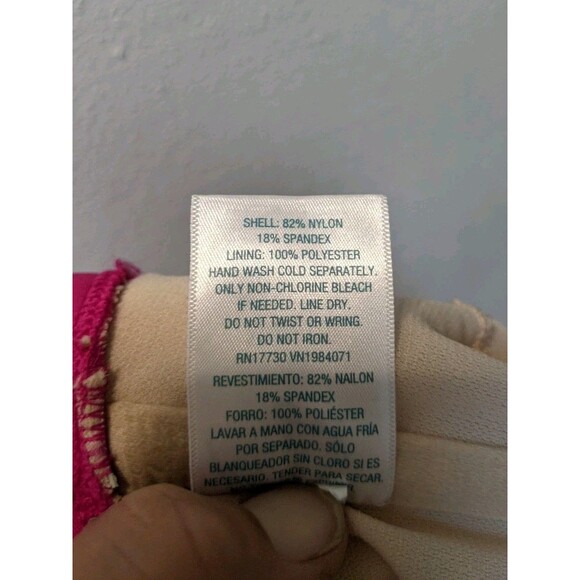 SHELL: 82% NYLON
18% SPANDEX
LINING: 100% POLYESTER
HAND WASH COLD SEPARATELY.
ONLY NON-CHLORINE BLEACH
IF NEEDED. LINE DRY.
DO NOT TWIST OR WRING.
DO NOT IRON.
RN17730 VN1984071
REVESTIMIENTO: 82% NAILON
18% SPANDEX
FORRO: 100% POLIÉSTER
LAVAR A MANO CON AGUA FRÍA
POR SEPARADO. SÓLO
BLANQUEADOR SIN CLORO SI ES
NECESARIO. TENDER PARA SECAR.